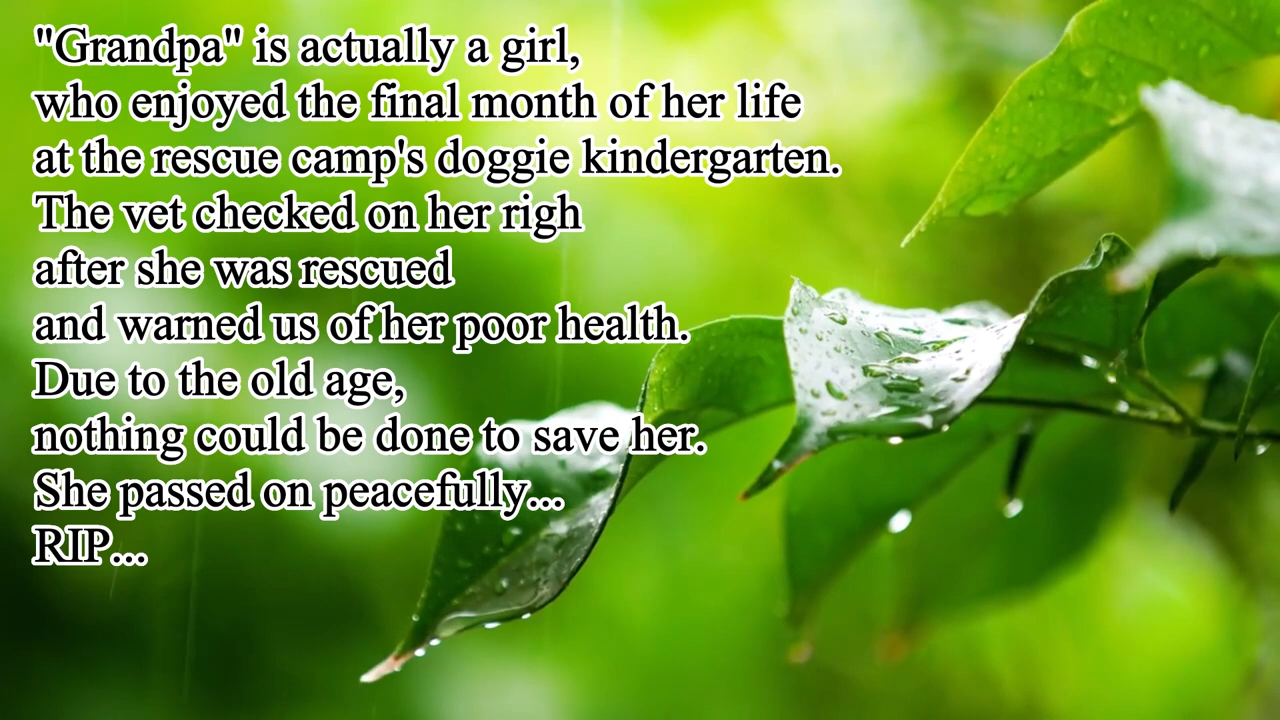 "Grandpa" is actually a girl,
who enjoyed the final month of her life
at the rescue camp's doggie kindergarten.
The vet checked on her righ
after she was rescued
and warned us of her poor health.
Due to the old age,
nothing could be done to save her.
She passed on peacefully...
RIP...